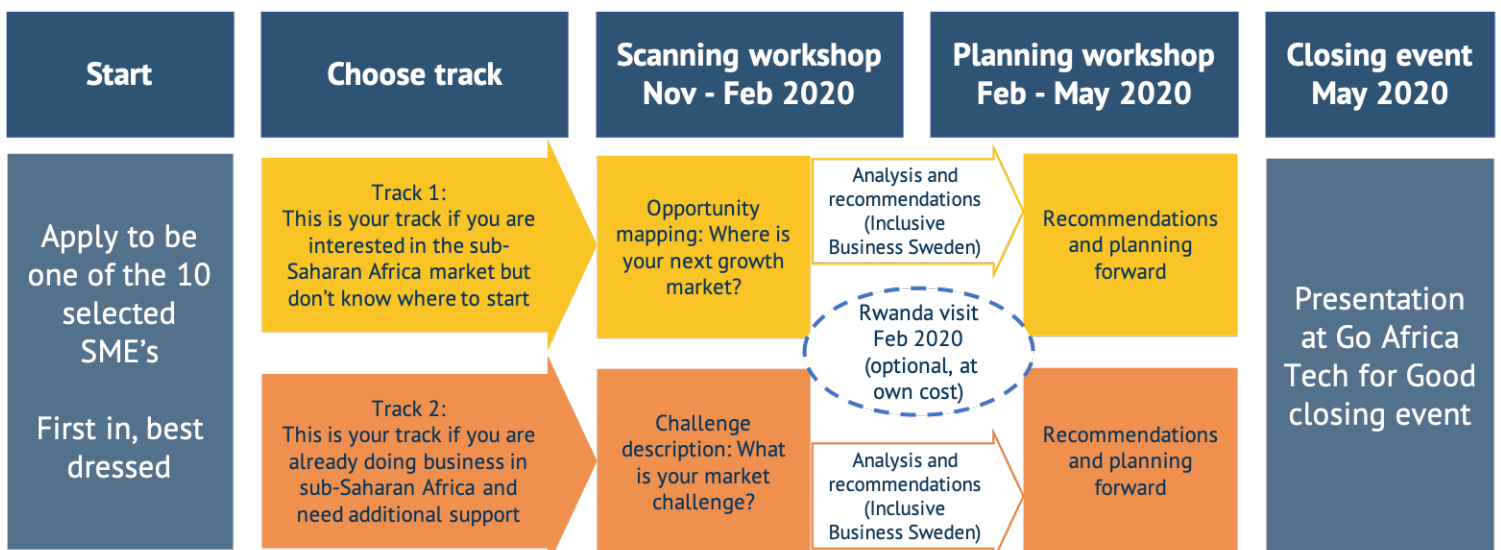 Start
Choose track
Scanning workshop
Nov - Feb 2020
Planning workshop
Feb - May 2020
Closing event
May 2020
Apply to be
one of the 10
selected
SME’s
First in, best
dressed
Track 1:
This is your track if you are
interested in the sub-
Saharan Africa market but
don’t know where to start
Opportunity
mapping: Where is
your next growth
market?
Analysis and
recommendations
(Inclusive
Business Sweden)
Recommendations
and planning
forward
Rwanda visit
Feb 2020
(optional, at
own cost)
Track 2:
This is your track if you are
already doing business in
sub-Saharan Africa and
need additional support
Challenge
description: What
is your market
challenge?
Analysis and
recommendations
(Inclusive
Business Sweden)
Recommendations
and planning
forward
Presentation
at Go Africa
Tech for Good
closing event